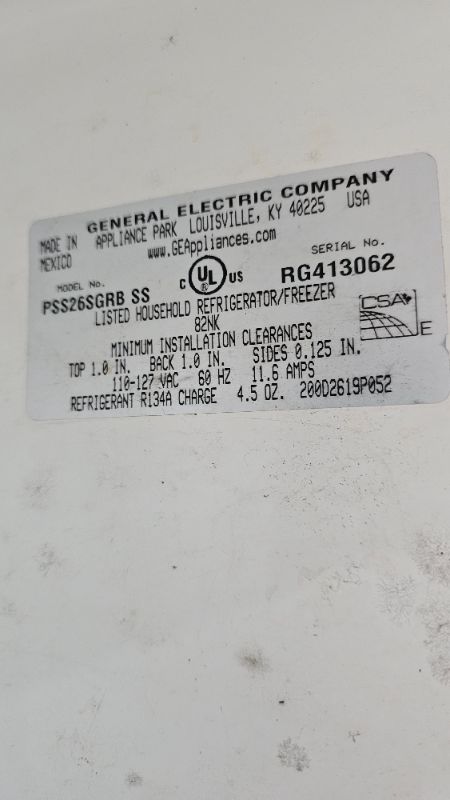 GENERAL ELECTRIC COMPANY
MADE IN MEXICO
APPLIANCE PARK LOUISVILLE, KY 40225 USA
www.GEAppliances.com
MODEL No.
PSS26SGRB SS
C UL US
SERIAL No.
RG413062
LISTED HOUSEHOLD REFRIGERATOR/FREEZER
82NK
CSA
E
MINIMUM INSTALLATION CLEARANCES
TOP 1.0 IN. BACK 1.0 IN. SIDES 0.125 IN.
110-127 VAC 60 HZ 11.6 AMPS
REFRIGERANT R134A CHARGE 4.5 OZ. 200D2619P052